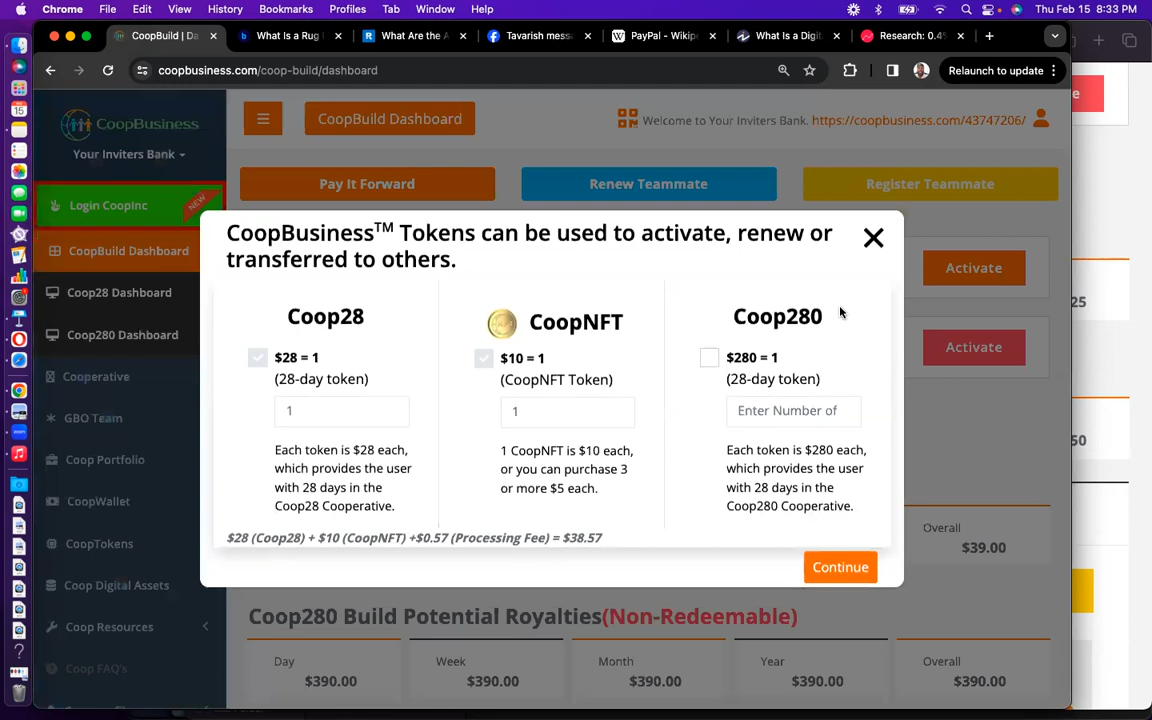 Chrome File Edit View History Bookmarks Profiles Tab Window Help Thu Feb 15 8:33 PM
CoopBuild | Da What Is a Rug What Are the A Tavarish mess PayPal - Wikipe What Is a Digit Research: 0.4%
coopbusiness.com/coop-build/dashboard Relaunch to update
CoopBusiness
Your Inviters Bank
CoopBuild Dashboard
Welcome to Your Inviters Bank. https://coopbusiness.com/43747206/
Pay It Forward Renew Teammate Register Teammate
Login CoopInc NEW
CoopBuild Dashboard
Coop28 Dashboard
Coop280 Dashboard
Cooperative
GBO Team
Coop Portfolio
CoopWallet
CoopTokens
Coop Digital Assets
Coop Resources
Coop FAQ's
CoopBusiness™ Tokens can be used to activate, renew or
transferred to others.
Coop28
$28 = 1
(28-day token)
1
Each token is $28 each,
which provides the user
with 28 days in the
Coop28 Cooperative.
CoopNFT
$10 = 1
(CoopNFT Token)
1
1 CoopNFT is $10 each,
or you can purchase 3
or more $5 each.
Coop280
$280 = 1
(28-day token)
Enter Number of
Each token is $280 each,
which provides the user
with 28 days in the
Coop280 Cooperative.
$28 (Coop28) + $10 (CoopNFT) +$0.57 (Processing Fee) = $38.57
Continue
Activate
Activate
Overall
$39.00
Coop280 Build Potential Royalties(Non-Redeemable)
Day Week Month Year Overall
$390.00 $390.00 $390.00 $390.00 $390.00
e
25
50